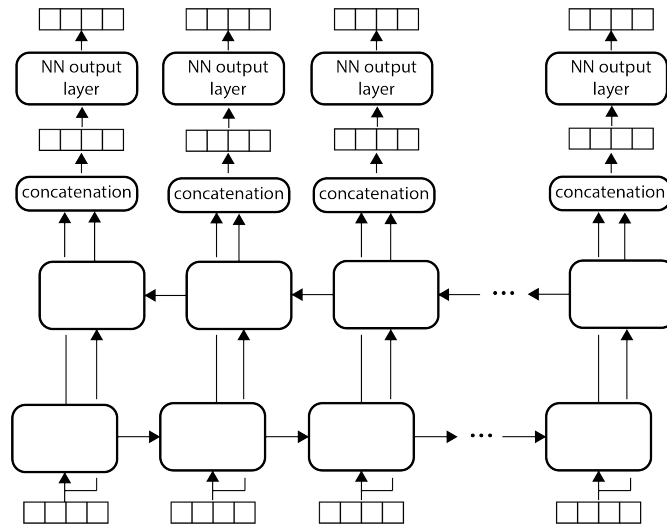 NN output
layer
NN output
layer
NN output
layer
NN output
layer
concatenation
concatenation
concatenation
concatenation
...
...